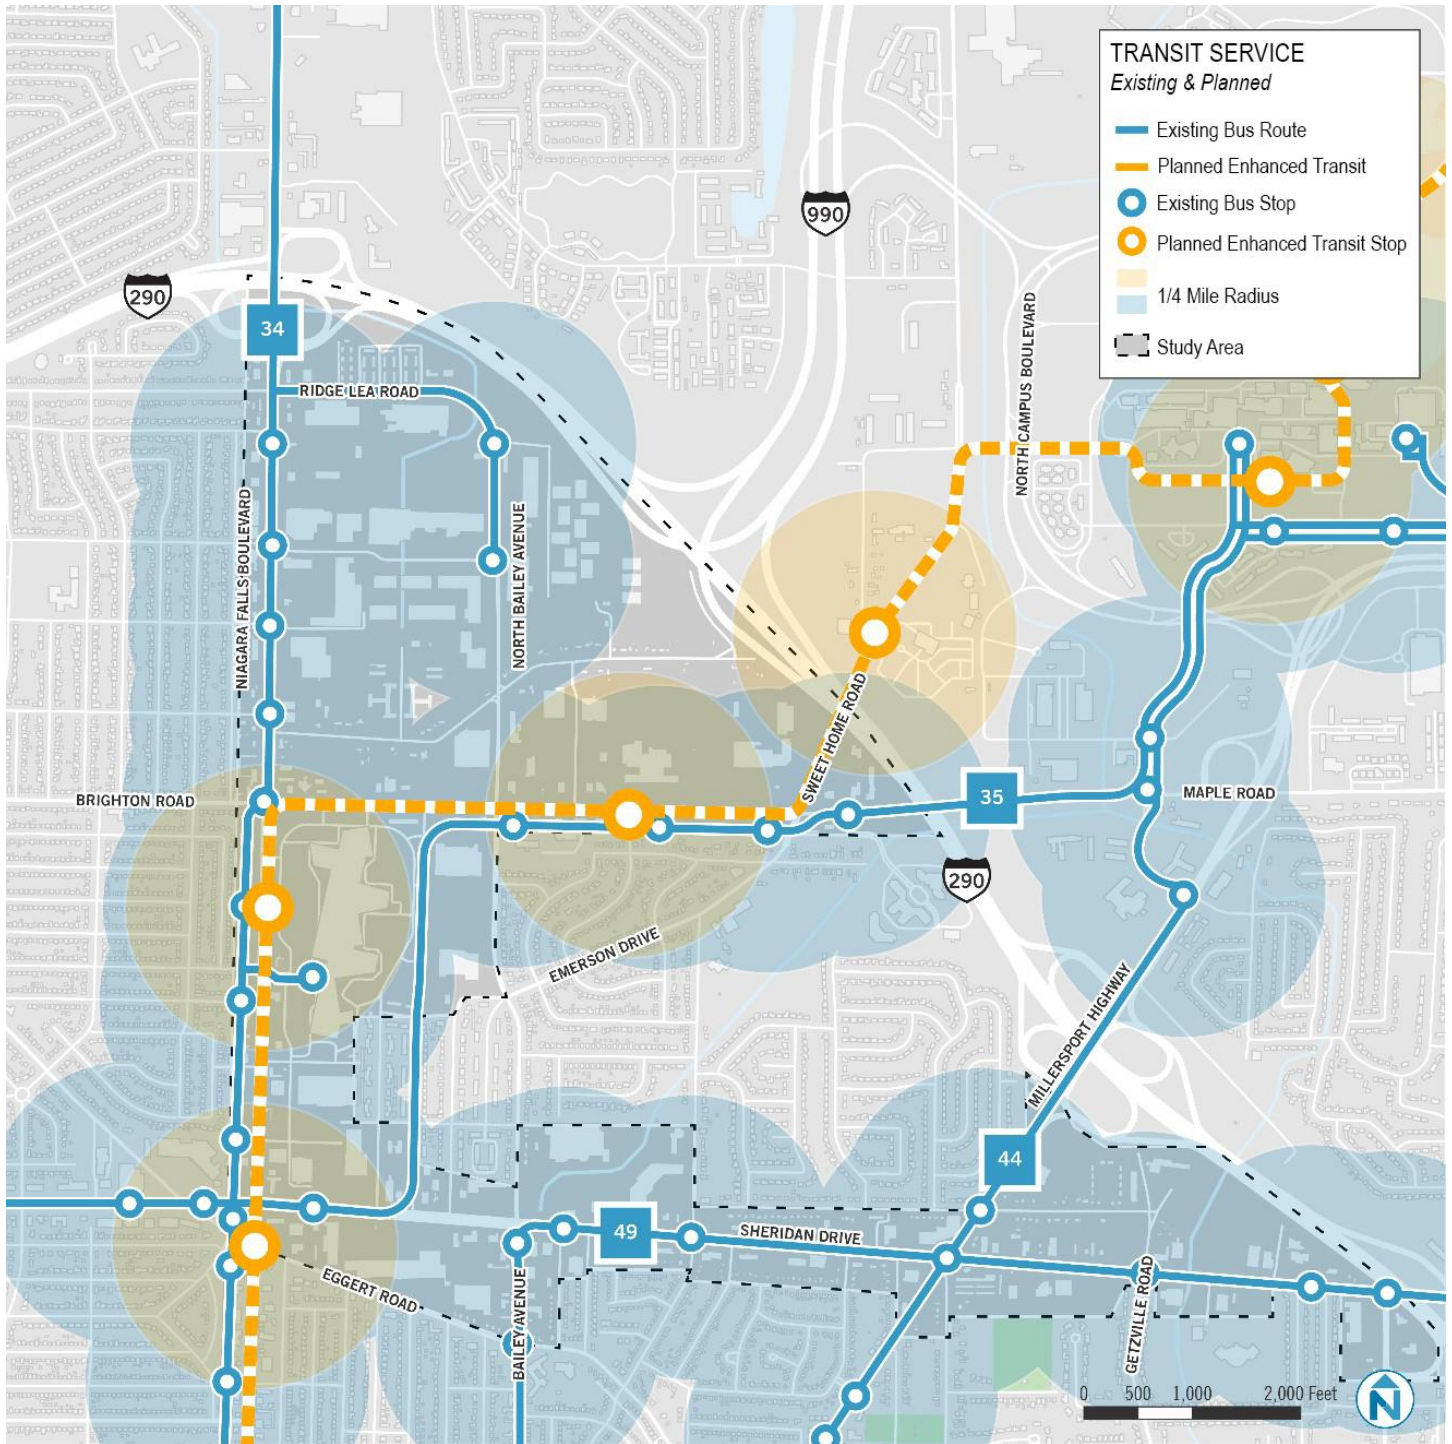 TRANSIT SERVICE
Existing & Planned
Existing Bus Route
Planned Enhanced Transit
Existing Bus Stop
Planned Enhanced Transit Stop
1/4 Mile Radius
Study Area
990
290
34
RIDGE LEA ROAD
NORTH CAMPUS BOULEVARD
NIAGARA FALLS BOULEVARD
NORTH BAILEY AVENUE
SWEET HOME ROAD
BRIGHTON ROAD
35
MAPLE ROAD
290
EMERSON DRIVE
MILLERSPORT HIGHWAY
44
49
SHERIDAN DRIVE
EGGERT ROAD
BAILEY AVENUE
GETZVILLE ROAD
0 500 1,000 2,000 Feet
N